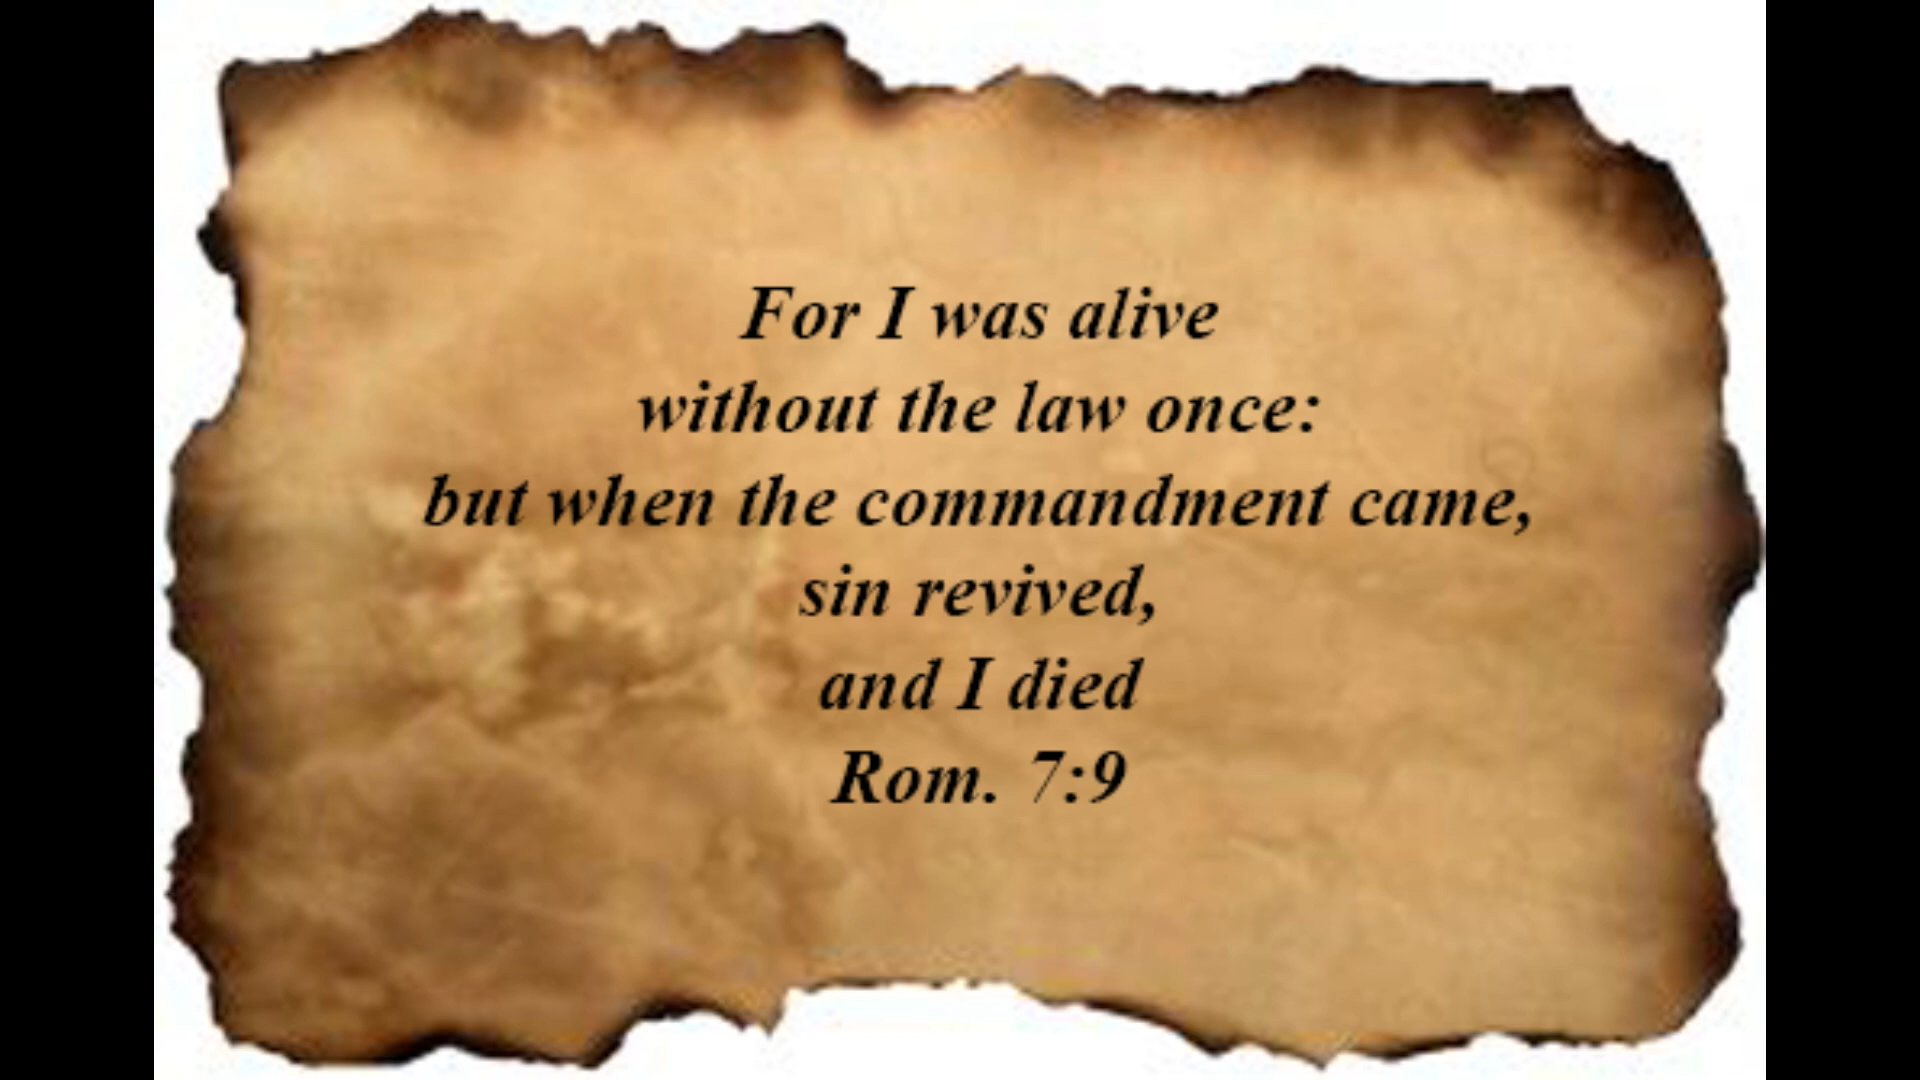 For I was alive
without the law once:
but when the commandment came,
sin revived,
and I died
Rom. 7:9